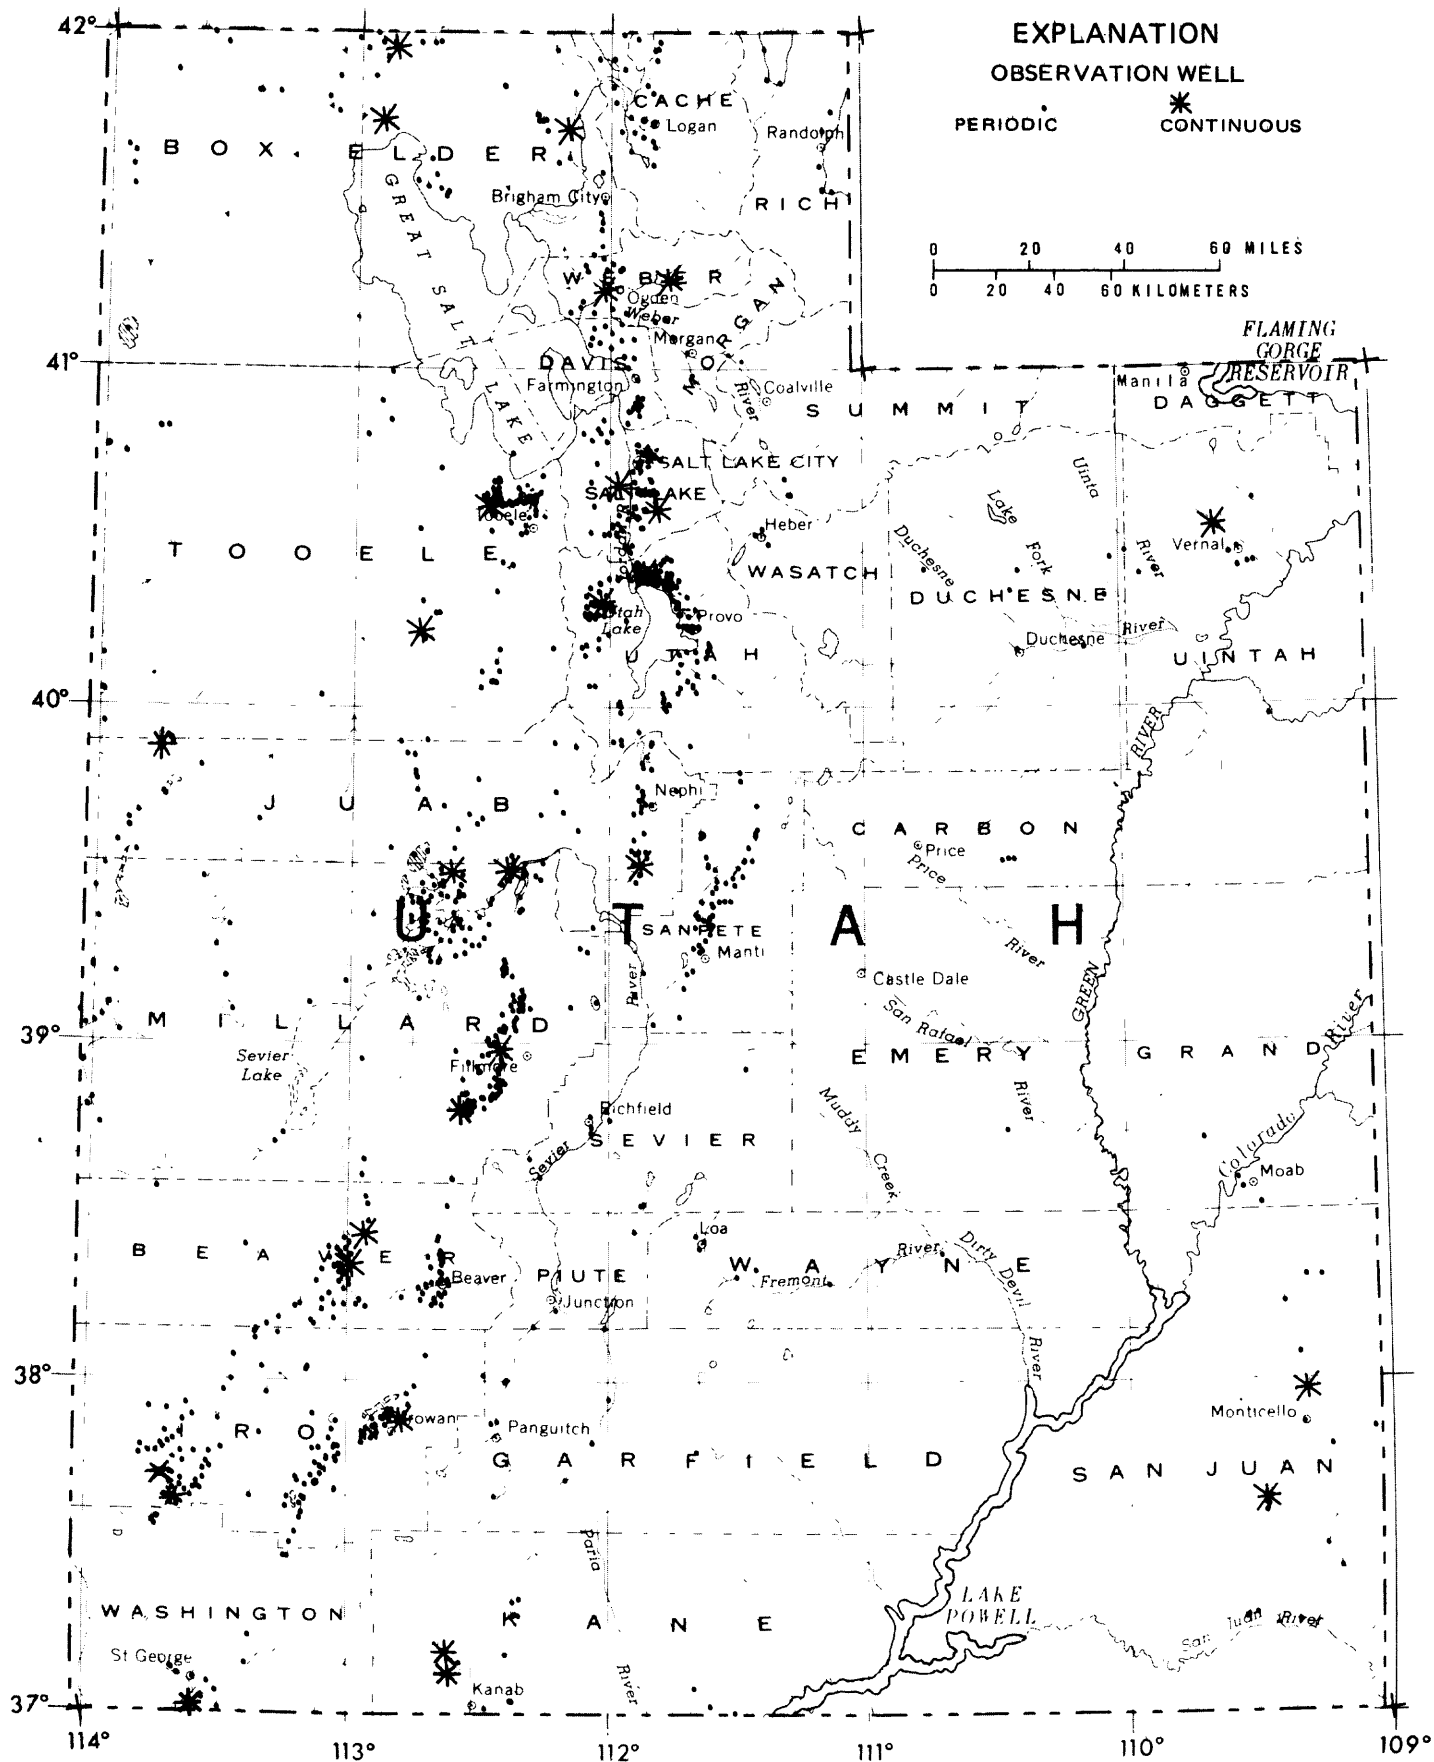 42°
EXPLANATION
OBSERVATION WELL
PERIODIC
CONTINUOUS
CACHE
Logan
Randolph
BOX ELDER
Brigham City
RICH
GREAT SALT LAKE
0 20 40 60 MILES
0 20 40 60 KILOMETERS
WEBER
Ogden
Weber
River
MORGAN
Morgan
FLAMING
GORGE
RESERVOIR
41°
DAVIS
Farmington
Coalville
Manila
DAGGETT
SUMMIT
SALT LAKE CITY
SALT LAKE
Uinta
River
Lake
Fork
Tooele
Heber
Duchesne
River
Vernal
TOOELE
Jordan
WASATCH
DUCHESNE
Utah
Lake
Provo
Duchesne
UTAH
UINTAH
40°
RIVER
JUAB
Nephi
CARBON
Price
Price
River
UTAH
SANPETE
Manti
River
Castle Dale
GREEN
San Rafael
River
39°
MILLARD
EMERY
GRAND
River
Sevier
Lake
Fillmore
Richfield
Muddy
Creek
SEVIER
Sevier
Colorado
Moab
Loa
BEAVER
Beaver
PIUTE
Junction
WAYNE
Fremont
River
Dirty
Devil
River
38°
Monticello
rowan
IRO
Panguitch
GARFIELD
SAN JUAN
Paria
River
LAKE
POWELL
WASHINGTON
KANE
San Juan River
St George
Kanab
37°
114°
113°
112°
111°
110°
109°